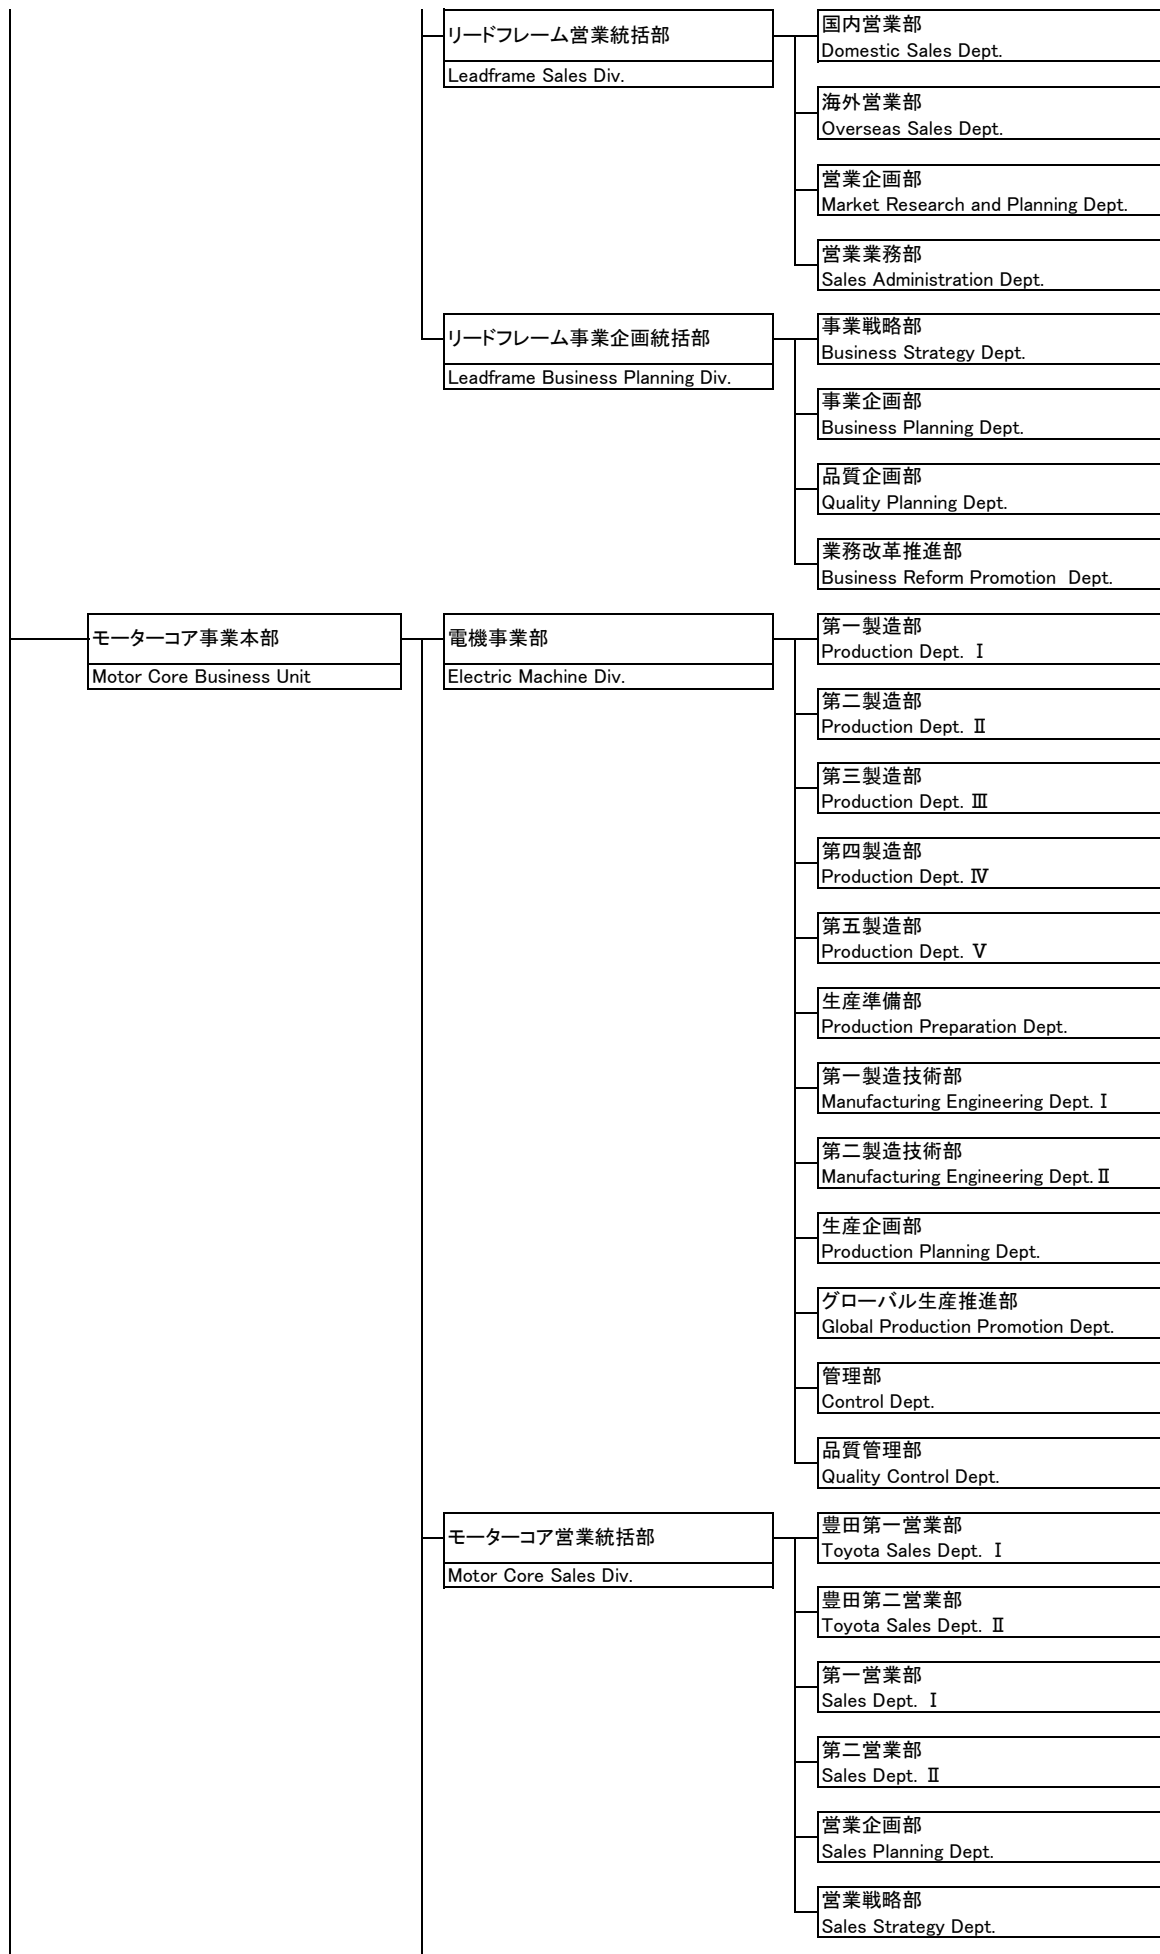 リードフレーム営業統括部
Leadframe Sales Div.
国内営業部
Domestic Sales Dept.
海外営業部
Overseas Sales Dept.
営業企画部
Market Research and Planning Dept.
営業業務部
Sales Administration Dept.
リードフレーム事業企画統括部
Leadframe Business Planning Div.
事業戦略部
Business Strategy Dept.
事業企画部
Business Planning Dept.
品質企画部
Quality Planning Dept.
業務改革推進部
Business Reform Promotion Dept.
モーターコア事業本部
Motor Core Business Unit
電機事業部
Electric Machine Div.
第一製造部
Production Dept. Ⅰ
第二製造部
Production Dept. Ⅱ
第三製造部
Production Dept. Ⅲ
第四製造部
Production Dept. Ⅳ
第五製造部
Production Dept. Ⅴ
生産準備部
Production Preparation Dept.
第一製造技術部
Manufacturing Engineering Dept. Ⅰ
第二製造技術部
Manufacturing Engineering Dept. Ⅱ
生産企画部
Production Planning Dept.
グローバル生産推進部
Global Production Promotion Dept.
管理部
Control Dept.
品質管理部
Quality Control Dept.
モーターコア営業統括部
Motor Core Sales Div.
豊田第一営業部
Toyota Sales Dept. Ⅰ
豊田第二営業部
Toyota Sales Dept. Ⅱ
第一営業部
Sales Dept. Ⅰ
第二営業部
Sales Dept. Ⅱ
営業企画部
Sales Planning Dept.
営業戦略部
Sales Strategy Dept.